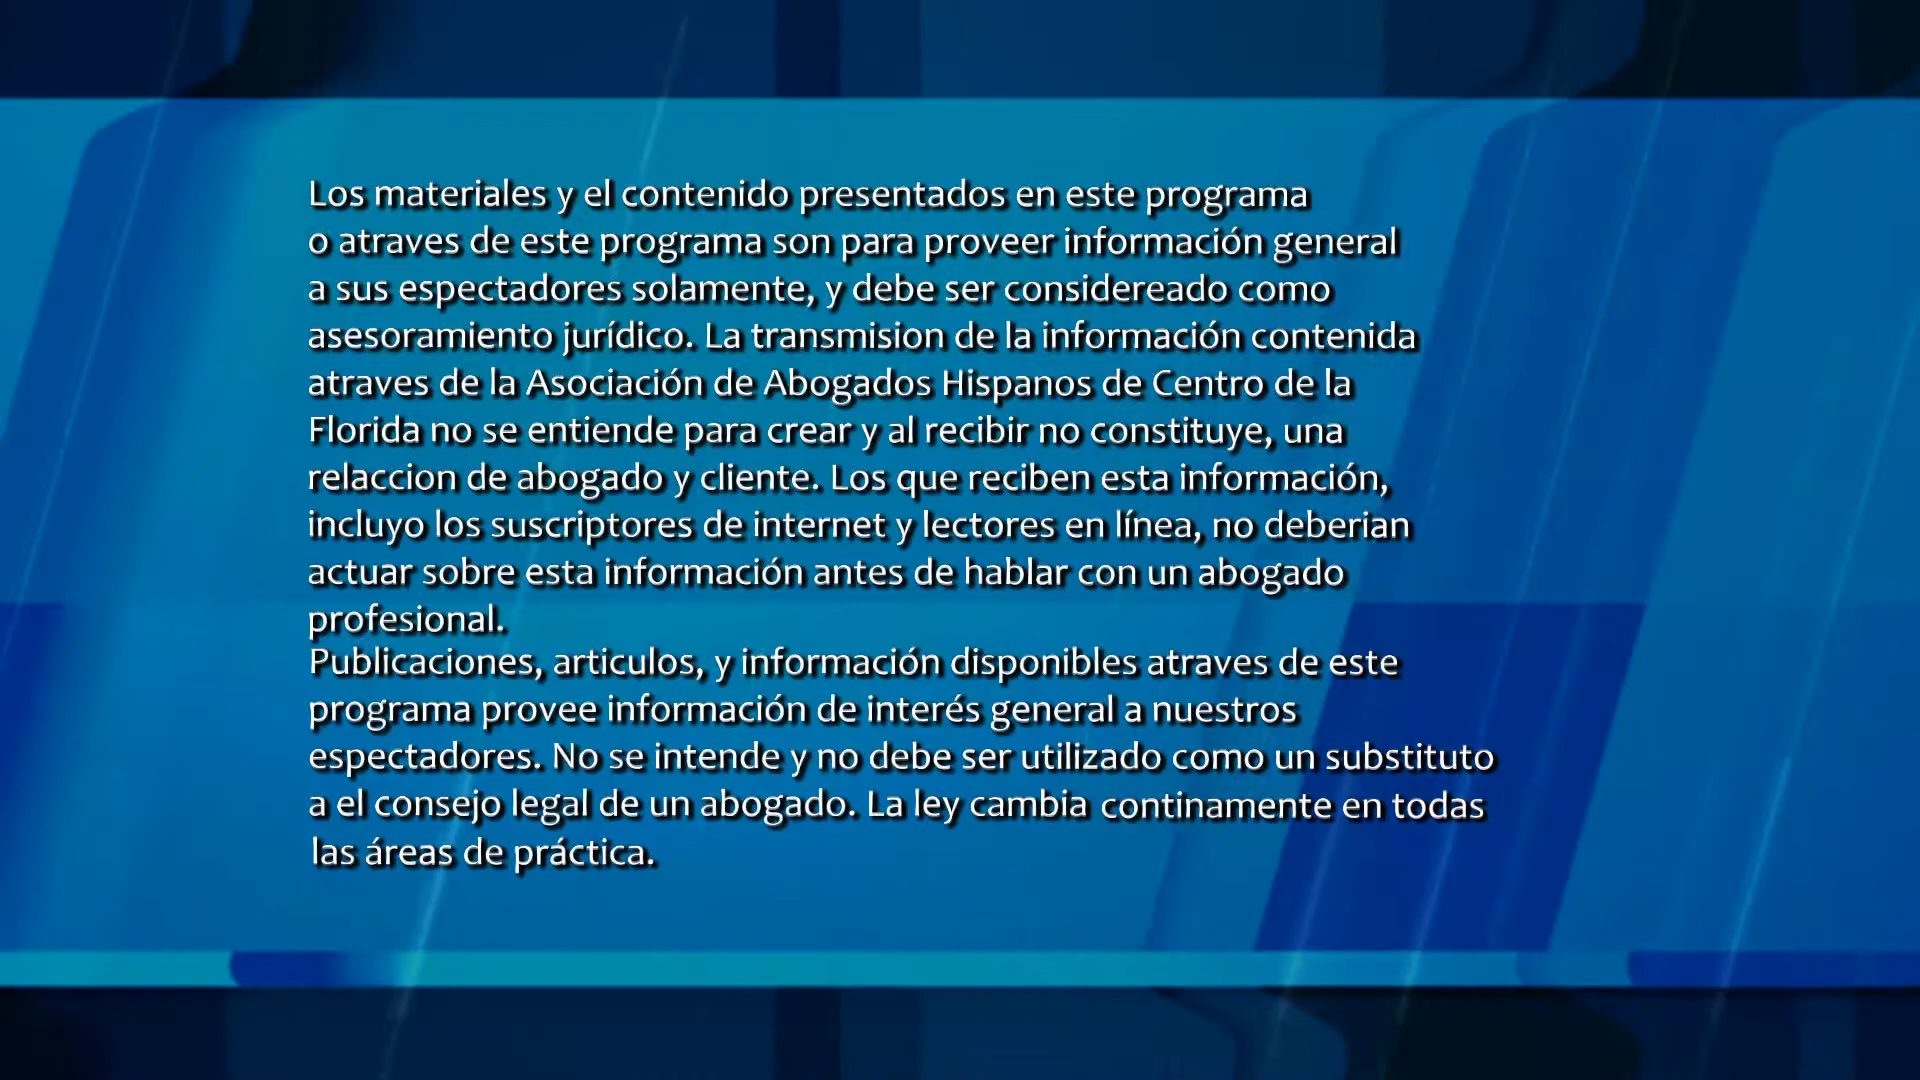 Los materiales y el contenido presentados en este programa
o atraves de este programa son para proveer información general
a sus espectadores solamente, y debe ser considereado como
asesoramiento jurídico. La transmision de la información contenida
atraves de la Asociación de Abogados Hispanos de Centro de la
Florida no se entiende para crear y al recibir no constituye, una
relaccion de abogado y cliente. Los que reciben esta información,
incluyo los suscriptores de internet y lectores en línea, no deberian
actuar sobre esta información antes de hablar con un abogado
profesional.
Publicaciones, articulos, y información disponibles atraves de este
programa provee información de interés general a nuestros
espectadores. No se intende y no debe ser utilizado como un substituto
a el consejo legal de un abogado. La ley cambia continamente en todas
las áreas de práctica.